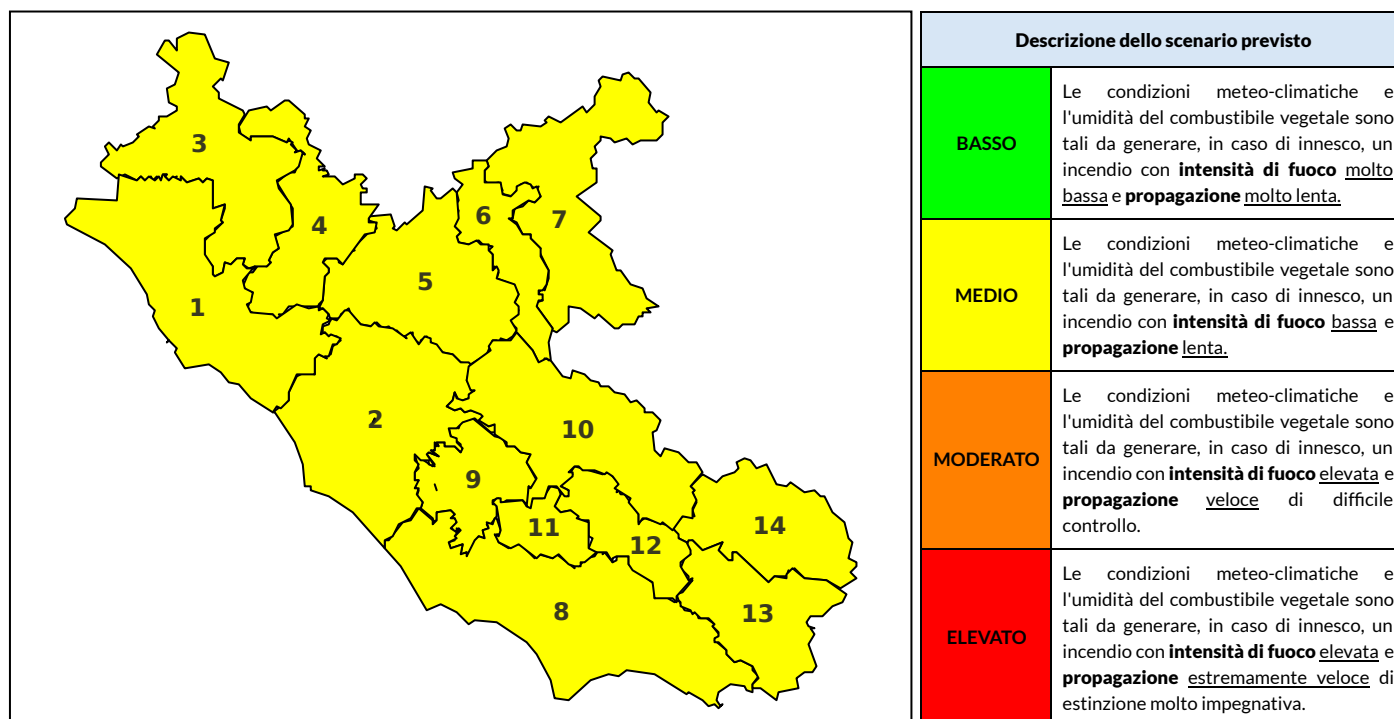 3
4
6
7
5
1
2
10
9
11
12
14
8
13
Descrizione dello scenario previsto
BASSO
Le condizioni meteo-climatiche e
l'umidità del combustibile vegetale sono
tali da generare, in caso di innesco, un
incendio con intensità di fuoco molto
bassa e propagazione molto lenta.
MEDIO
Le condizioni meteo-climatiche e
l'umidità del combustibile vegetale sono
tali da generare, in caso di innesco, un
incendio con intensità di fuoco bassa e
propagazione lenta.
MODERATO
Le condizioni meteo-climatiche e
l'umidità del combustibile vegetale sono
tali da generare, in caso di innesco, un
incendio con intensità di fuoco elevata e
propagazione veloce di difficile
controllo.
ELEVATO
Le condizioni meteo-climatiche e
l'umidità del combustibile vegetale sono
tali da generare, in caso di innesco, un
incendio con intensità di fuoco elevata e
propagazione estremamente veloce di
estinzione molto impegnativa.